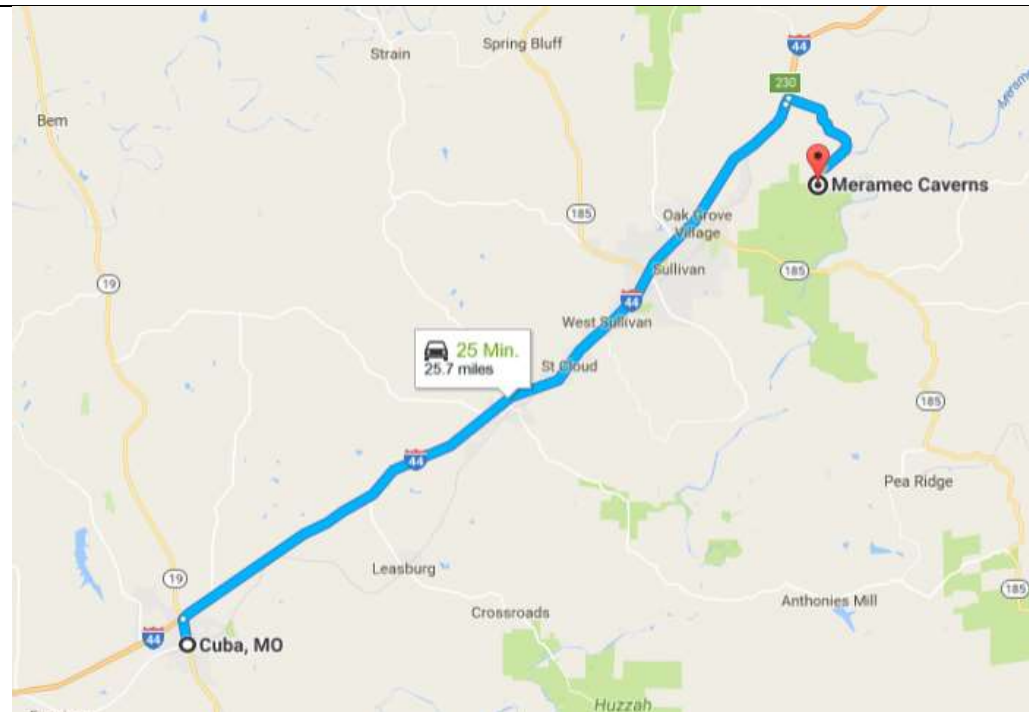 Strain
Spring Bluff
44
230
Bem
Meramec Caverns
185
Oak Grove
Village
185
Sullivan
19
44
West Sullivan
25 Min.
25.7 miles
St Cloud
185
44
Pea Ridge
Leasburg
19
185
Anthonies Mill
Crossroads
44
Cuba, MO
Huzzah